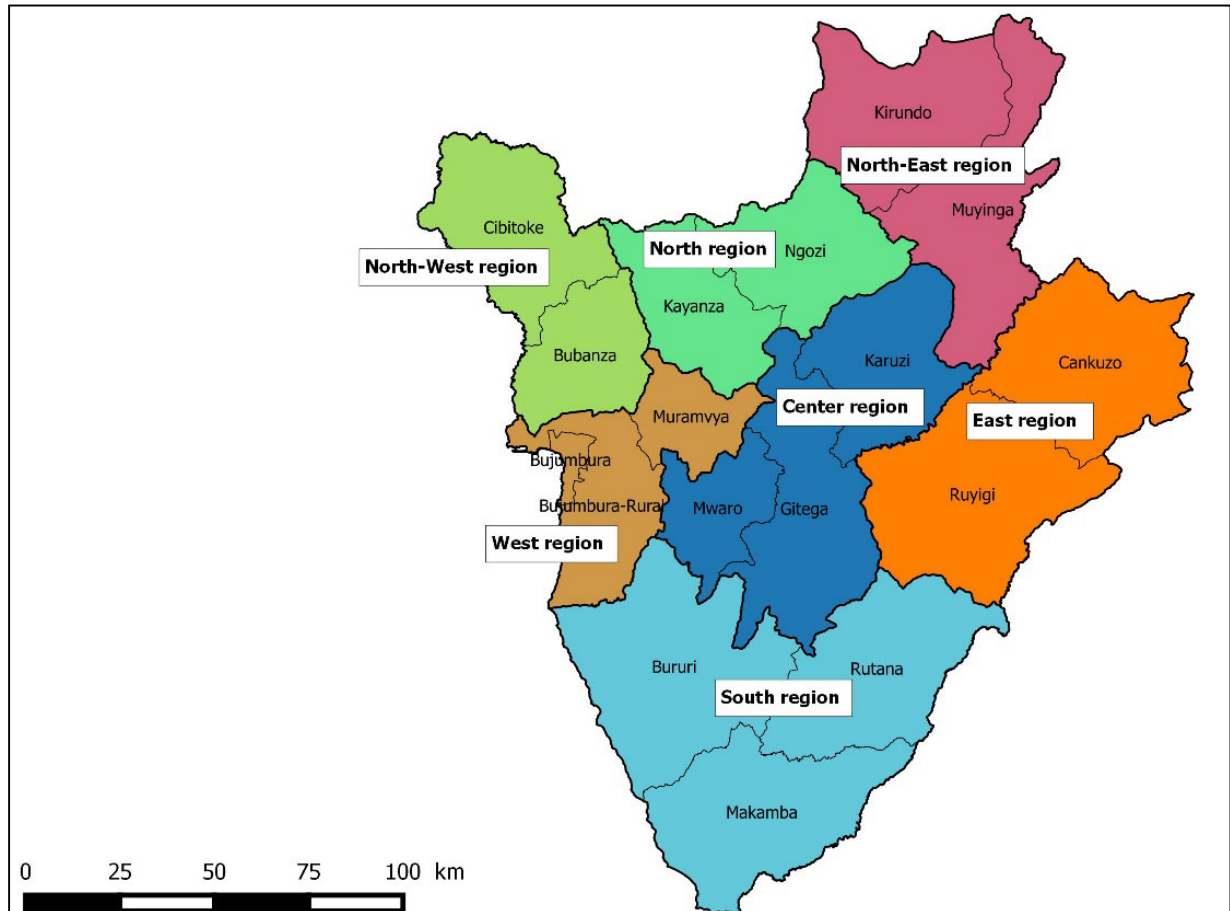 Kirundo
North-East region
Muyinga
Cibitoke
North-West region
North region
Ngozi
Kayanza
Bubanza
Karuzi
Cankuzo
Muramvya
Center region
East region
Bujumbura
Bujumbura-Rural
Mwaro
Gitega
Ruyigi
West region
Bururi
Rutana
South region
Makamba
0 25 50 75 100 km